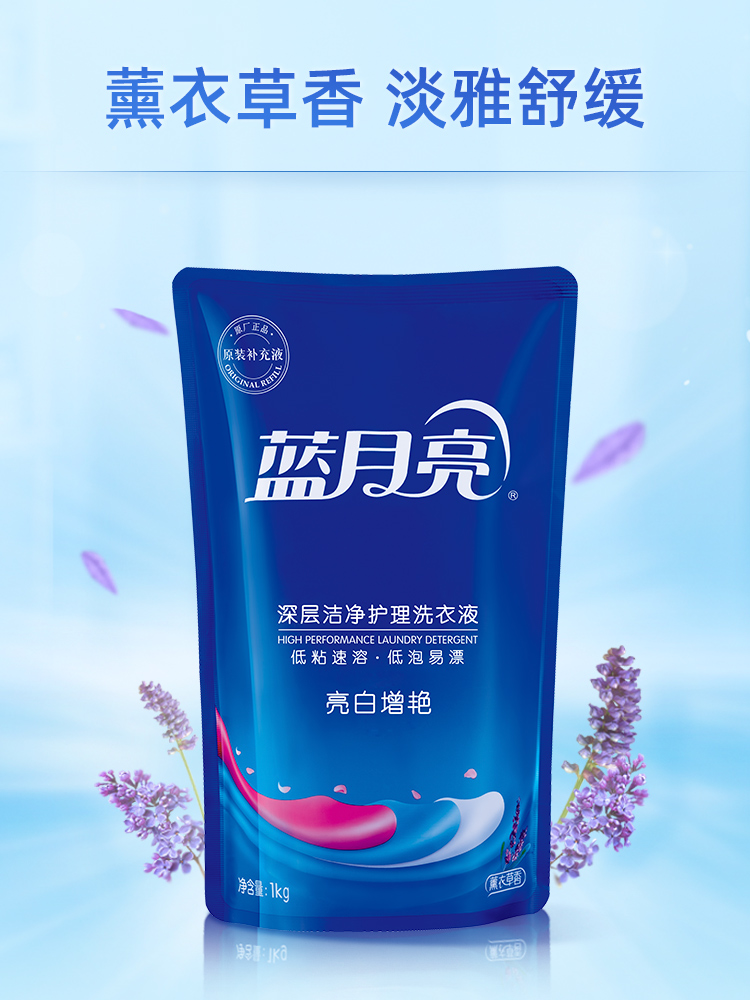 薰衣草香 淡雅舒缓
原厂正品
原装补充液
ORIGINAL REFILL
蓝月亮
®
深层洁净护理洗衣液
HIGH PERFORMANCE LAUNDRY DETERGENT
低粘速溶·低泡易漂
亮白增艳
净含量:1kg
薰衣草香